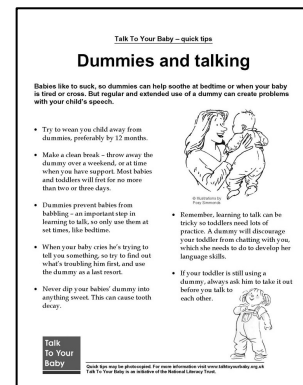 Talk To Your Baby – quick tips
Dummies and talking
Babies like to suck, so dummies can help soothe at bedtime or when your baby
is tired or cross. But regular and extended use of a dummy can create problems
with your child's speech.
• Try to wean you child away from
dummies, preferably by 12 months.
• Make a clean break – throw away the
dummy over a weekend, or at time
when you have support. Most babies
and toddlers will fret for no more
than two or three days.
• Dummies prevent babies from
babbling – an important step in
learning to talk, so only use them at
set times, like bedtime.
• When your baby cries he's trying to
tell you something, so try to find out
what's troubling him first, and use
the dummy as a last resort.
• Never dip your babies' dummy into
anything sweet. This can cause tooth
decay.
© Illustrations by
Posy Simmonds
• Remember, learning to talk can be
tricky so toddlers need lots of
practice. A dummy will discourage
your toddler from chatting with you,
which she needs to do to develop her
language skills.
• If your toddler is still using a
dummy, always ask him to take it out
before you talk to
each other.
Talk
To Your
Baby
Quick tips may be photocopied. For more information visit www.talktoyourbaby.org.uk
Talk To Your Baby is an initiative of the National Literacy Trust.